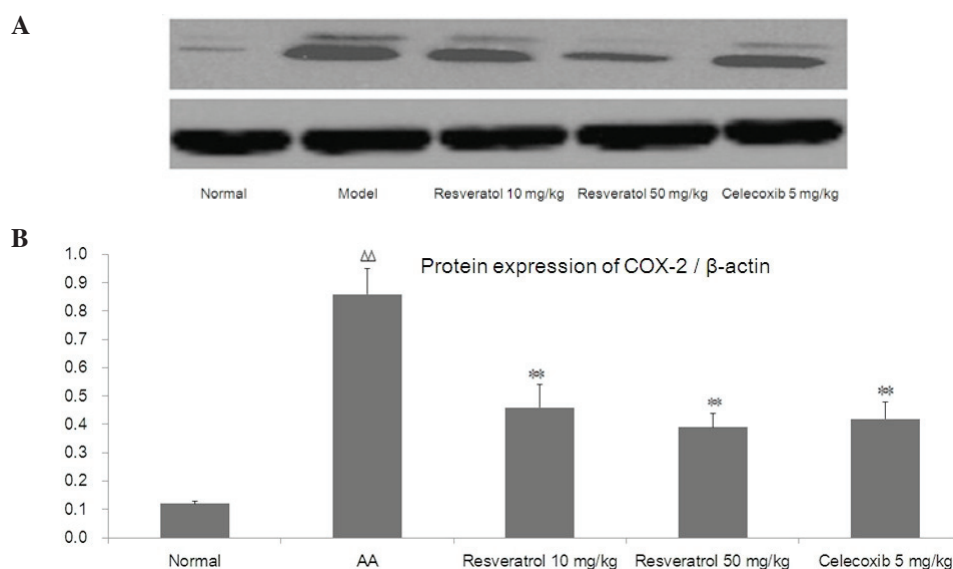 A
Normal Model Resveratol 10 mg/kg Resveratol 50 mg/kg Celecoxib 5 mg/kg
B
Protein expression of COX-2 / β-actin
1.0
0.9
0.8
0.7
0.6
0.5
0.4
0.3
0.2
0.1
0.0
ΔΔ
** ** **
Normal AA Resveratrol 10 mg/kg Resveratrol 50 mg/kg Celecoxib 5 mg/kg